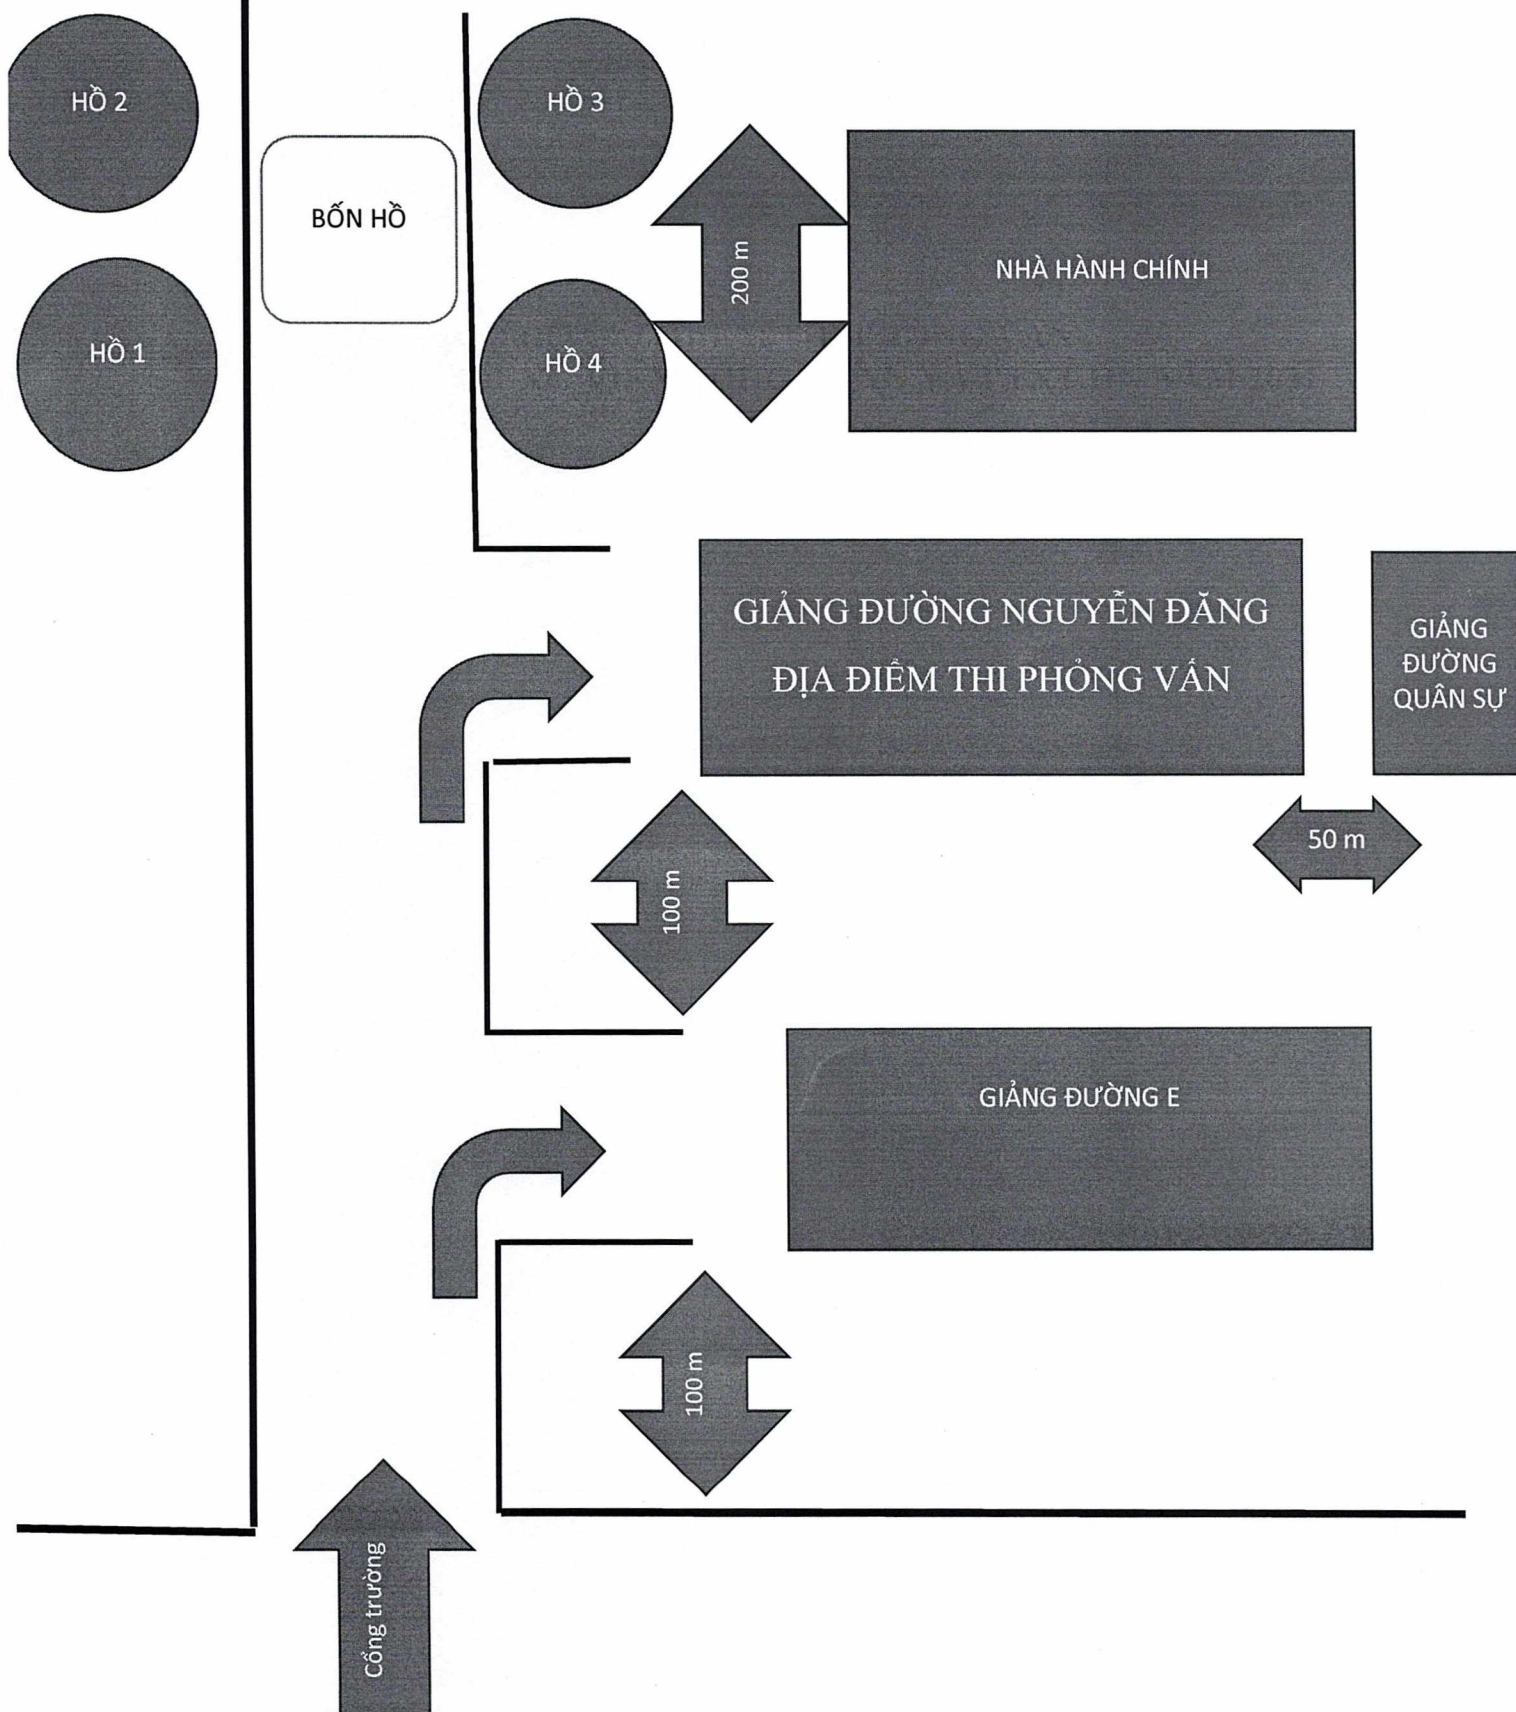 HỒ 2
HỒ 3
BỐN HỒ
200 m
NHÀ HÀNH CHÍNH
HỒ 1
HỒ 4
GIẢNG ĐƯỜNG NGUYỄN ĐĂNG
ĐỊA ĐIỂM THI PHỎNG VẤN
GIẢNG
ĐƯỜNG
QUÂN SỰ
50 m
100 m
GIẢNG ĐƯỜNG E
100 m
Cổng trường